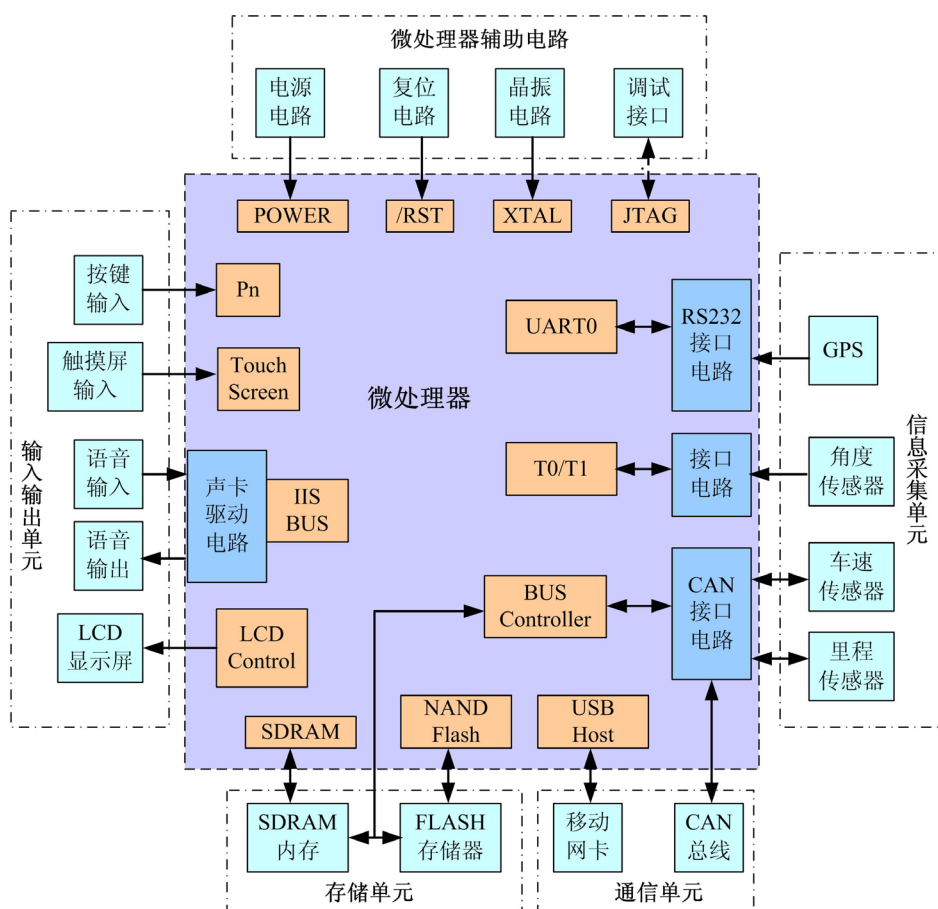 微处理器辅助电路
电源
电路
复位
电路
晶振
电路
调试
接口
POWER
/RST
XTAL
JTAG
输入输出单元
按键
输入
Pn
触摸屏
输入
Touch
Screen
语音
输入
语音
输出
声卡
驱动
电路
IIS
BUS
LCD
显示屏
LCD
Control
微处理器
UART0
RS232
接口
电路
GPS
T0/T1
接口
电路
角度
传感器
BUS
Controller
CAN
接口
电路
车速
传感器
里程
传感器
信息采集单元
SDRAM
NAND
Flash
USB
Host
SDRAM
内存
FLASH
存储器
存储单元
移动
网卡
CAN
总线
通信单元